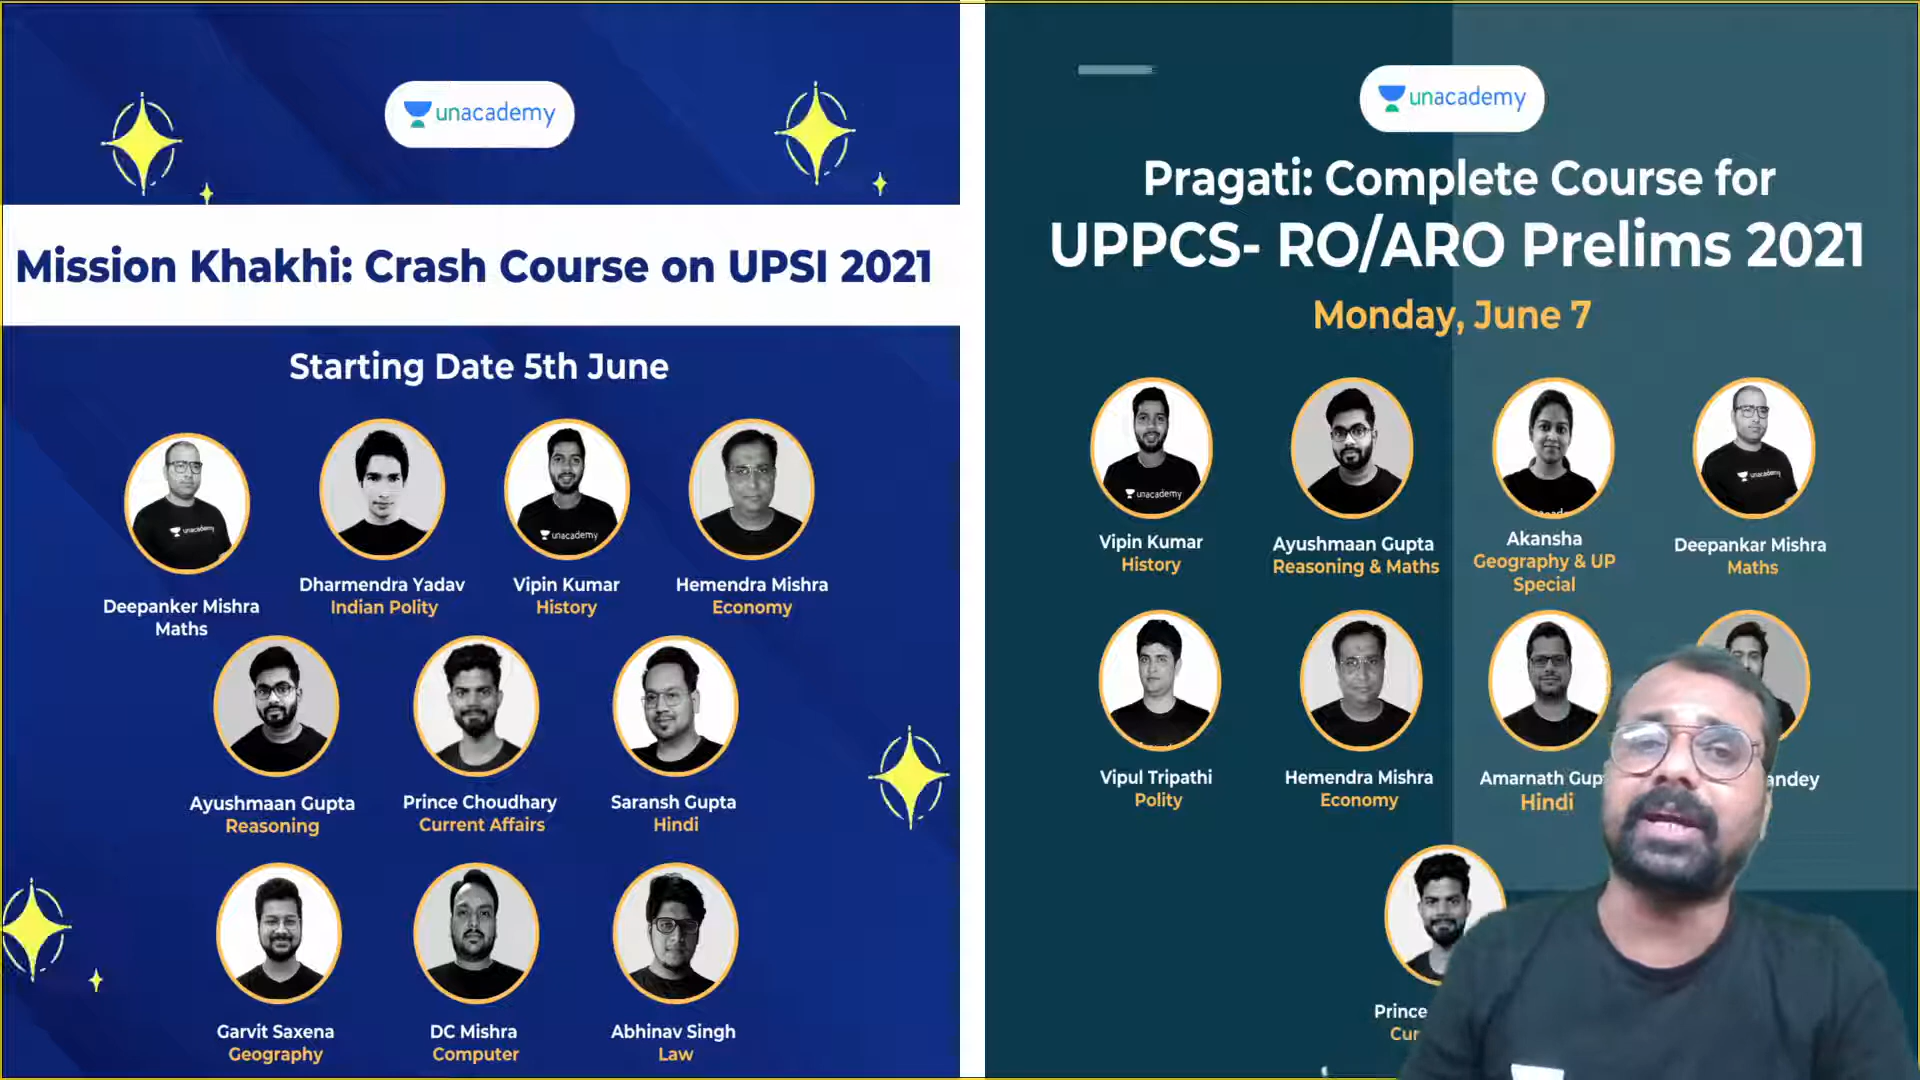 unacademy
Mission Khakhi: Crash Course on UPSI 2021
Starting Date 5th June
Deepanker Mishra
Maths
Dharmendra Yadav
Indian Polity
Vipin Kumar
History
Hemendra Mishra
Economy
Ayushmaan Gupta
Reasoning
Prince Choudhary
Current Affairs
Saransh Gupta
Hindi
Garvit Saxena
Geography
DC Mishra
Computer
Abhinav Singh
Law
unacademy
Pragati: Complete Course for
UPPCS- RO/ARO Prelims 2021
Monday, June 7
Vipin Kumar
History
Ayushmaan Gupta
Reasoning & Maths
Akansha
Geography & UP
Special
Deepankar Mishra
Maths
Vipul Tripathi
Polity
Hemendra Mishra
Economy
Amarnath Gup
Hindi
andey
Prince
Cur